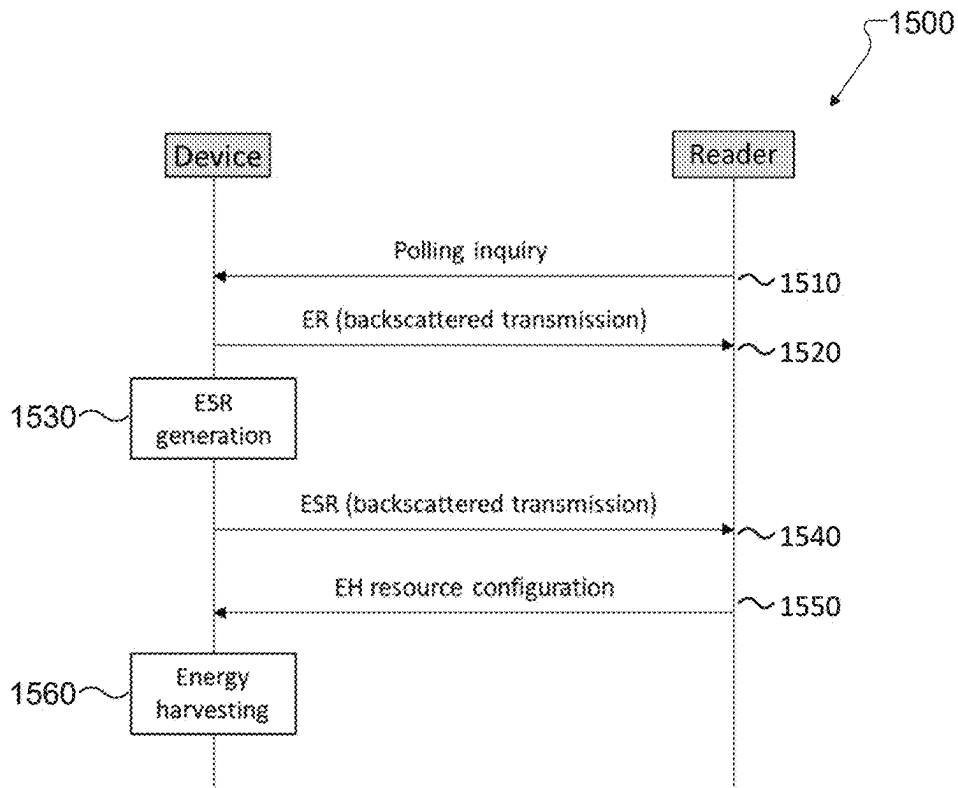 1500
Device
Reader
Polling inquiry
1510
ER (backscattered transmission)
1520
1530
ESR
generation
ESR (backscattered transmission)
1540
EH resource configuration
1550
1560
Energy
harvesting